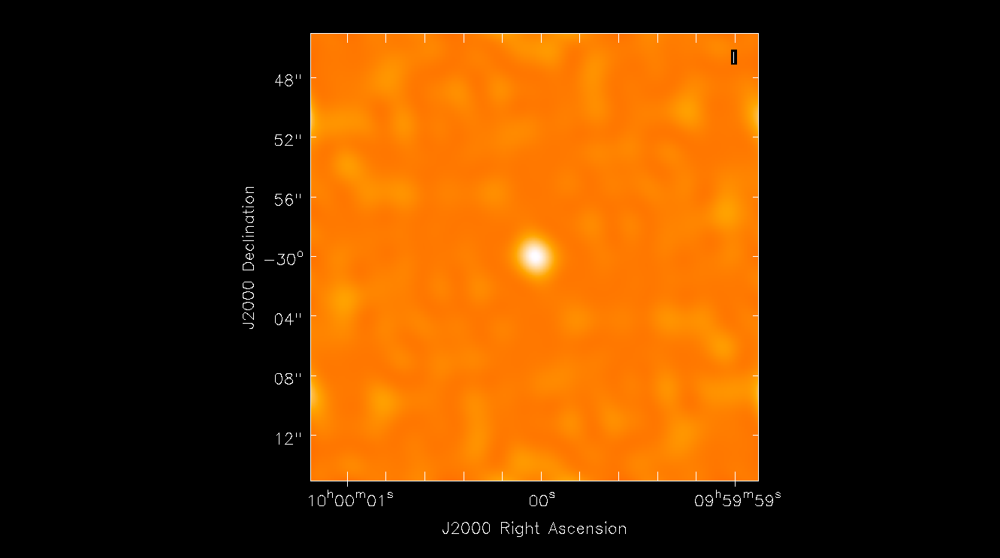 I
48"
52"
56"
-30°
04"
08"
12"
J2000 Declination
10ʰ00ᵐ01ˢ 00ˢ 09ʰ59ᵐ59ˢ
J2000 Right Ascension